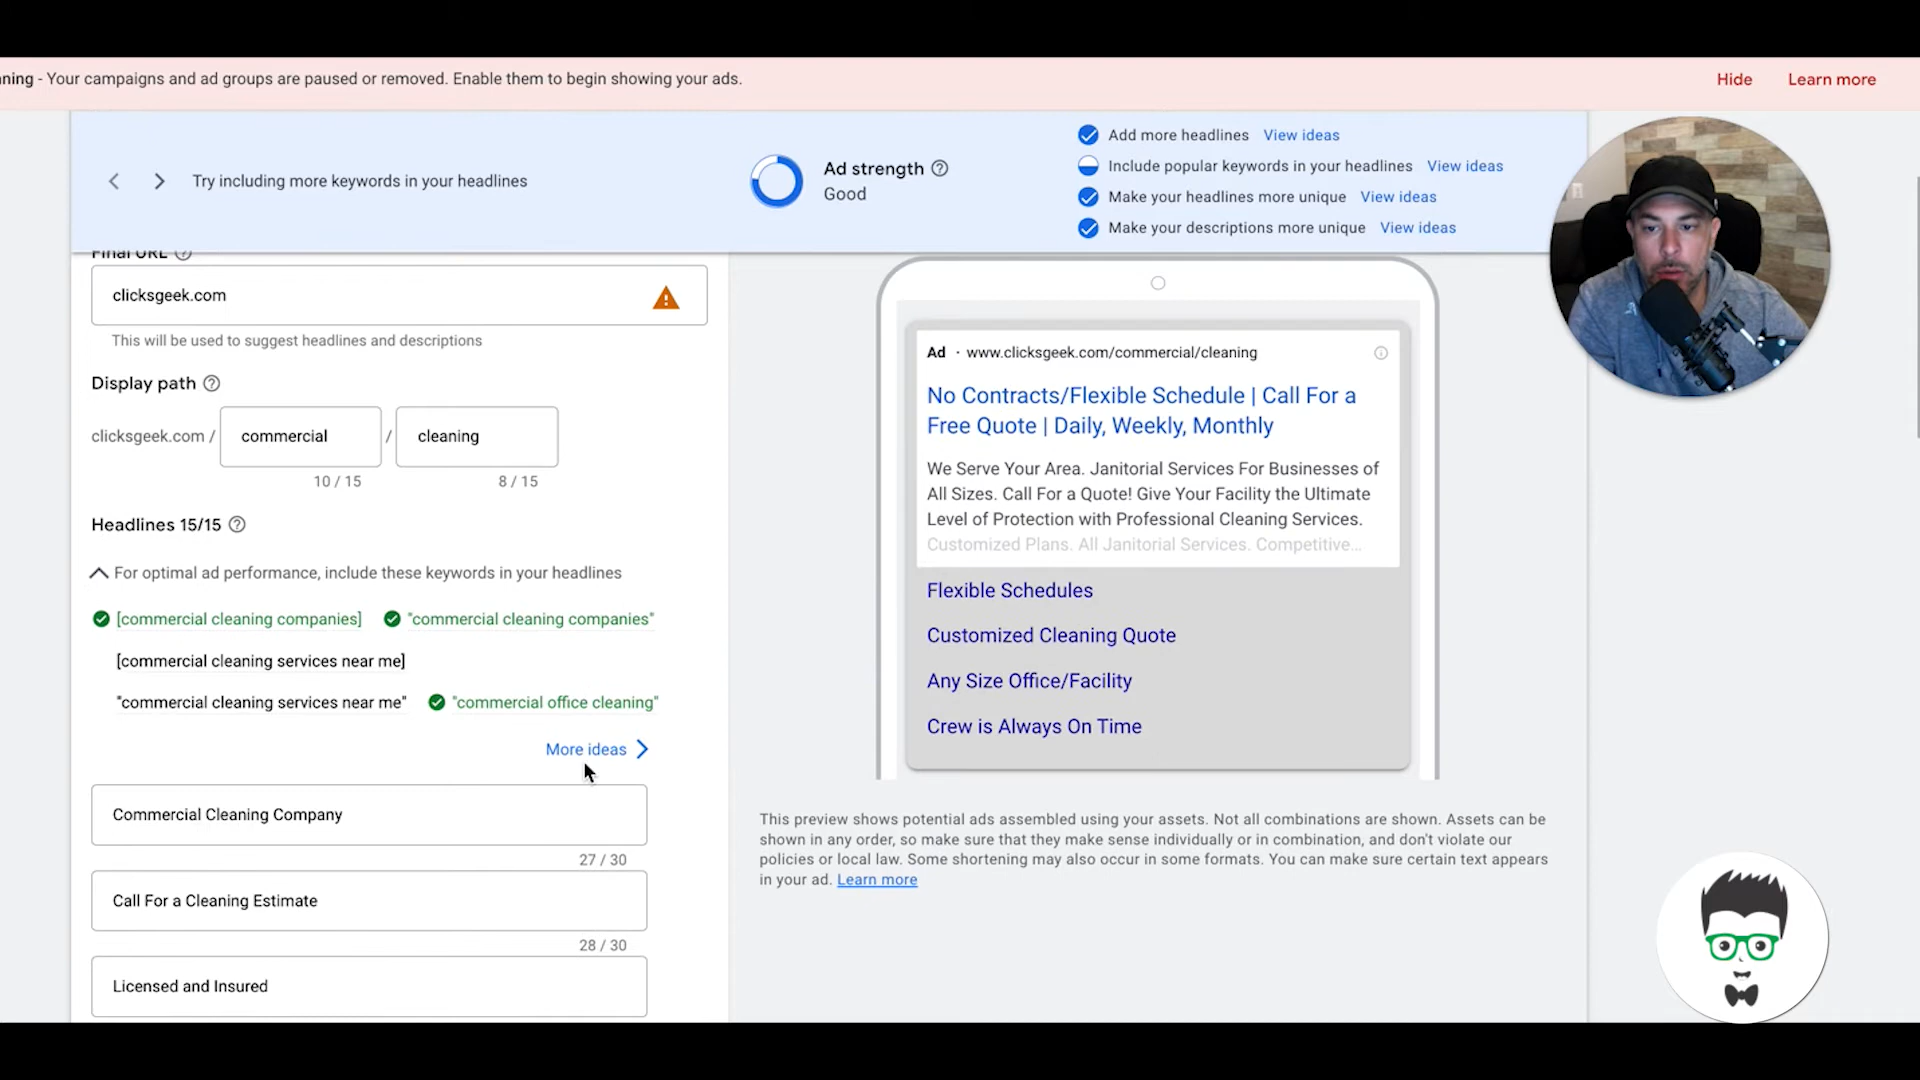 ning - Your campaigns and ad groups are paused or removed. Enable them to begin showing your ads.
Hide
Learn more
Try including more keywords in your headlines
Ad strength
Good
Add more headlines View ideas
Include popular keywords in your headlines View ideas
Make your headlines more unique View ideas
Make your descriptions more unique View ideas
Final URL
clicksgeek.com
This will be used to suggest headlines and descriptions
Display path
clicksgeek.com / commercial / cleaning
10 / 15
8 / 15
Headlines 15/15
For optimal ad performance, include these keywords in your headlines
[commercial cleaning companies] "commercial cleaning companies"
[commercial cleaning services near me]
"commercial cleaning services near me" "commercial office cleaning"
More ideas
Commercial Cleaning Company
27 / 30
Call For a Cleaning Estimate
28 / 30
Licensed and Insured
Ad · www.clicksgeek.com/commercial/cleaning
No Contracts/Flexible Schedule | Call For a
Free Quote | Daily, Weekly, Monthly
We Serve Your Area. Janitorial Services For Businesses of
All Sizes. Call For a Quote! Give Your Facility the Ultimate
Level of Protection with Professional Cleaning Services.
Customized Plans. All Janitorial Services. Competitive...
Flexible Schedules
Customized Cleaning Quote
Any Size Office/Facility
Crew is Always On Time
This preview shows potential ads assembled using your assets. Not all combinations are shown. Assets can be
shown in any order, so make sure that they make sense individually or in combination, and don't violate our
policies or local law. Some shortening may also occur in some formats. You can make sure certain text appears
in your ad. Learn more